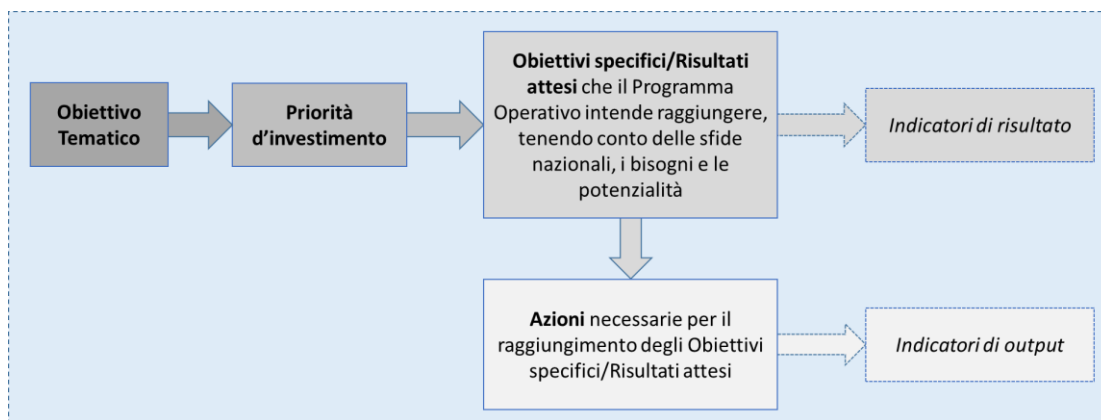 Obiettivo
Tematico
Priorità
d’investimento
Obiettivi specifici/Risultati
attesi che il Programma
Operativo intende raggiungere,
tenendo conto delle sfide
nazionali, i bisogni e le
potenzialità
Indicatori di risultato
Azioni necessarie per il
raggiungimento degli Obiettivi
specifici/Risultati attesi
Indicatori di output